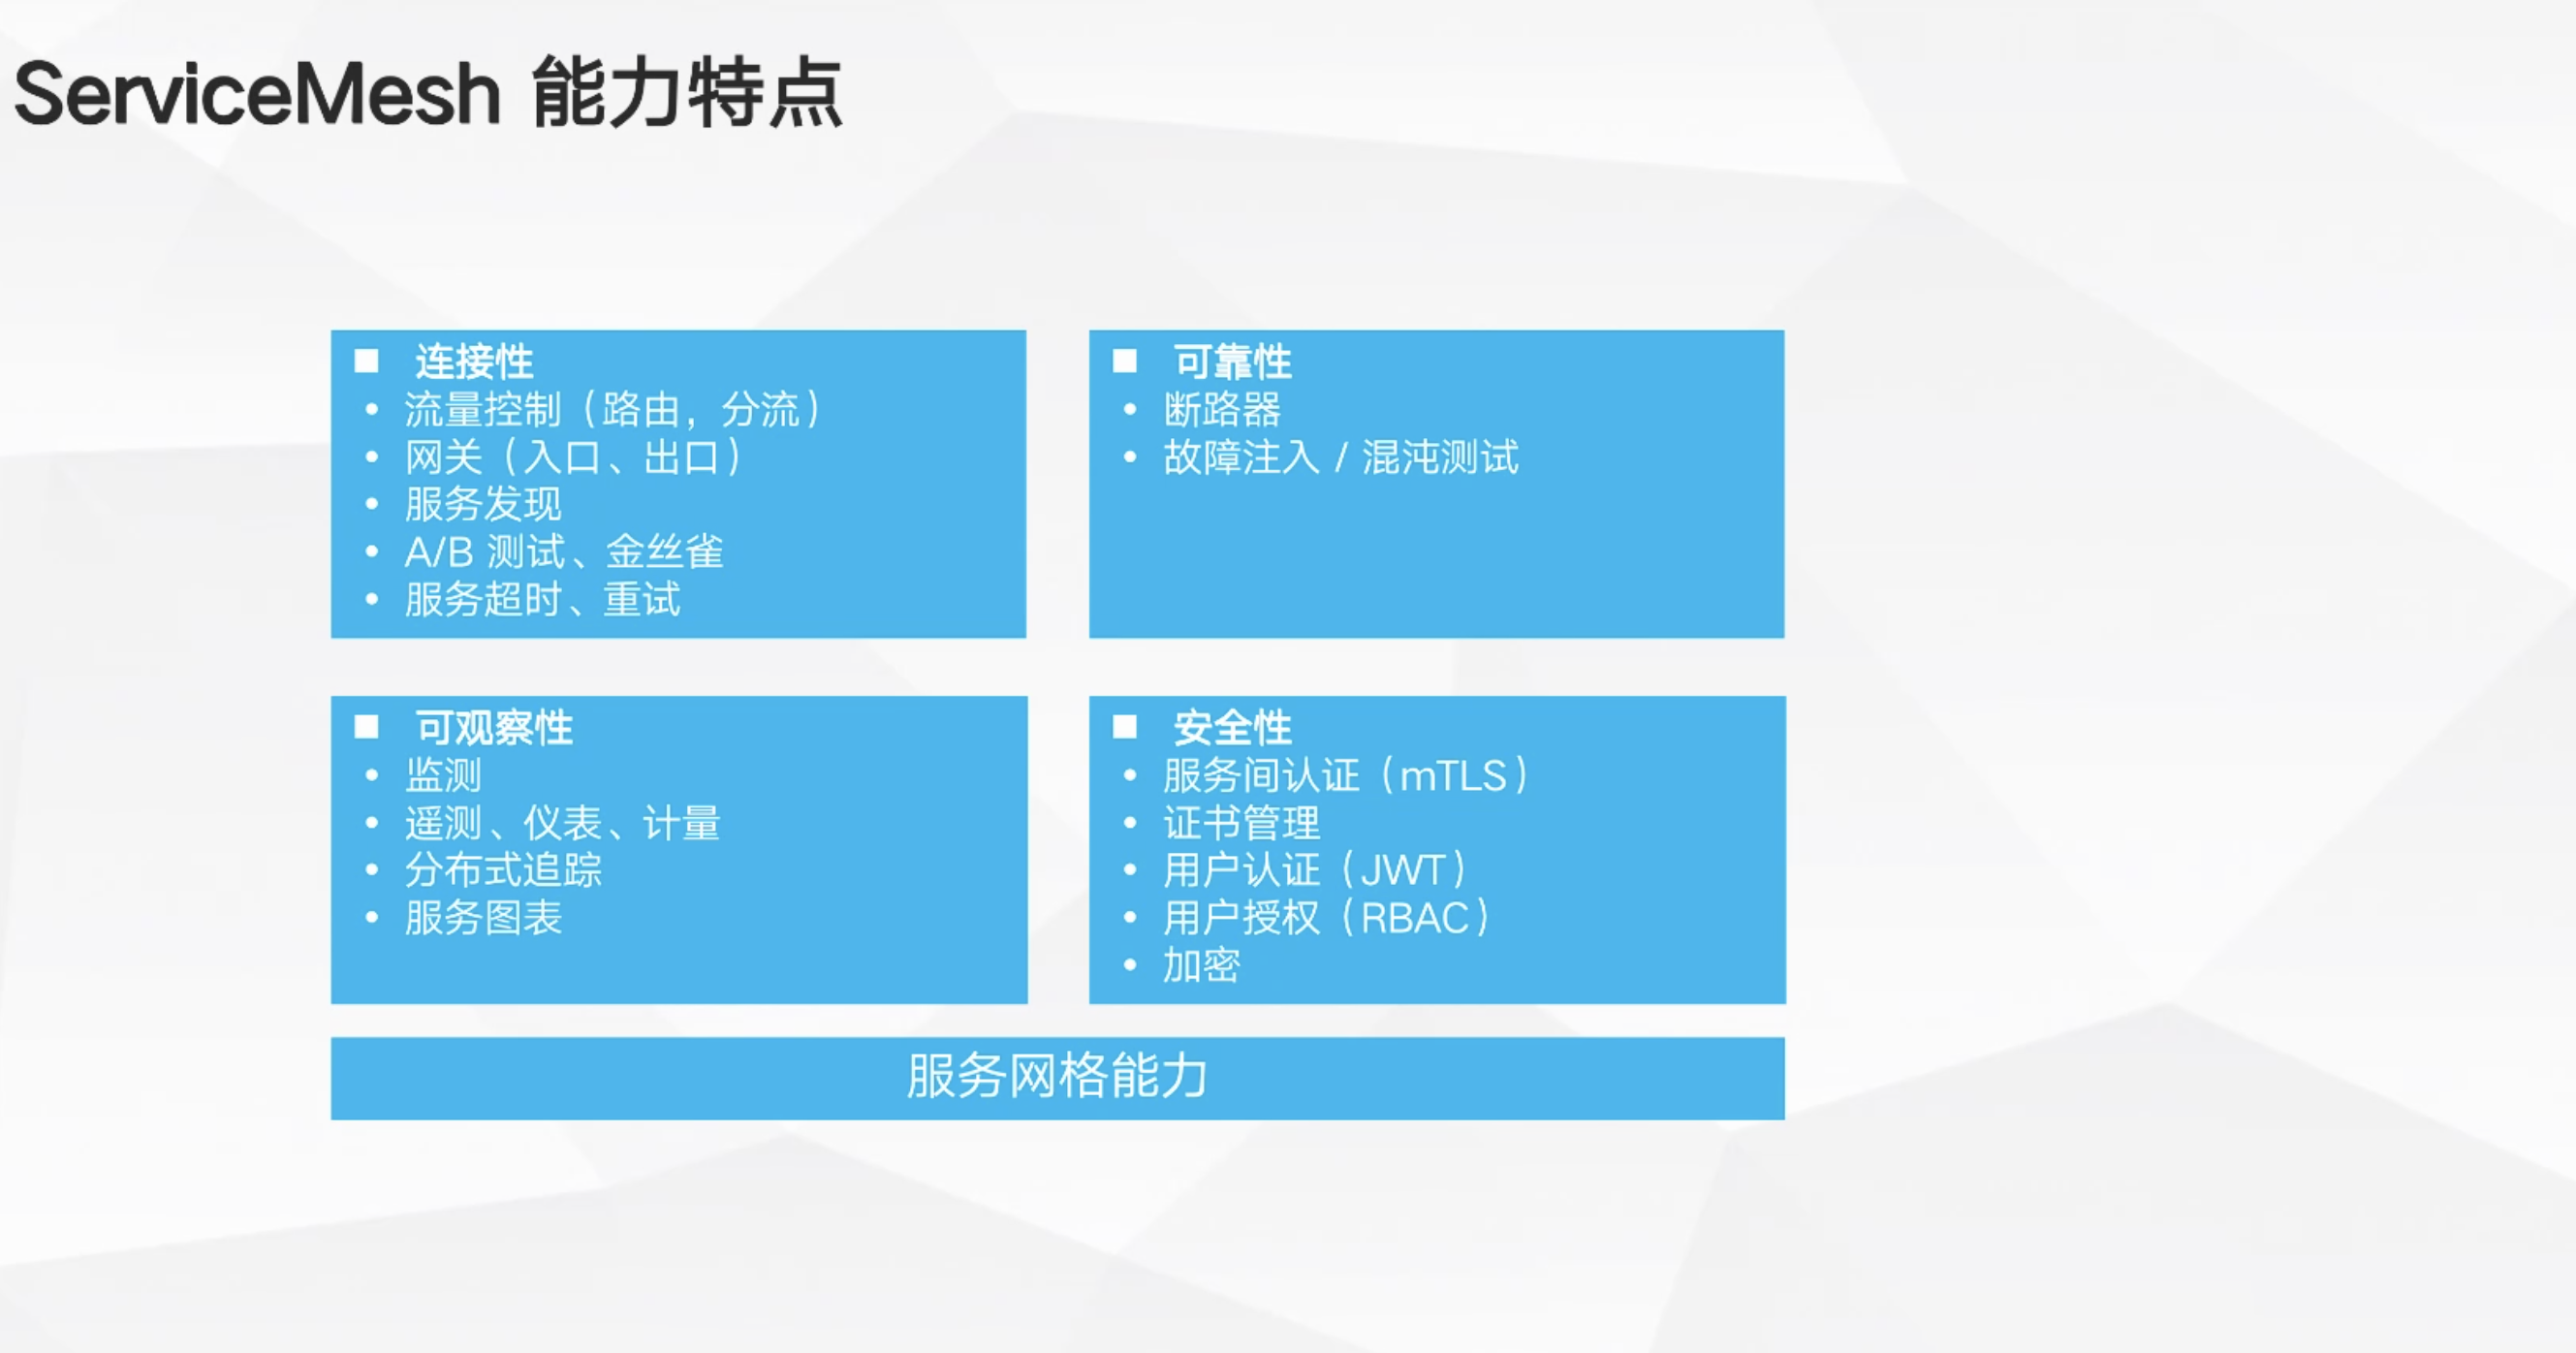 ServiceMesh 能力特点
■ 连接性
• 流量控制（路由，分流）
• 网关（入口、出口）
• 服务发现
• A/B 测试、金丝雀
• 服务超时、重试
■ 可靠性
• 断路器
• 故障注入 / 混沌测试
■ 可观察性
• 监测
• 遥测、仪表、计量
• 分布式追踪
• 服务图表
■ 安全性
• 服务间认证（mTLS）
• 证书管理
• 用户认证（JWT）
• 用户授权（RBAC）
• 加密
服务网格能力